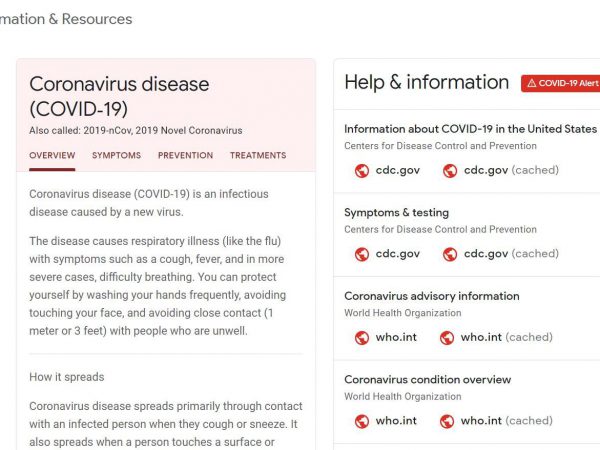 mation & Resources
Coronavirus disease
(COVID-19)
Also called: 2019-nCov, 2019 Novel Coronavirus
OVERVIEW SYMPTOMS PREVENTION TREATMENTS
Coronavirus disease (COVID-19) is an infectious
disease caused by a new virus.
The disease causes respiratory illness (like the flu)
with symptoms such as a cough, fever, and in more
severe cases, difficulty breathing. You can protect
yourself by washing your hands frequently, avoiding
touching your face, and avoiding close contact (1
meter or 3 feet) with people who are unwell.
How it spreads
Coronavirus disease spreads primarily through contact
with an infected person when they cough or sneeze. It
also spreads when a person touches a surface or
Help & information COVID-19 Alert
Information about COVID-19 in the United States
Centers for Disease Control and Prevention
cdc.gov cdc.gov (cached)
Symptoms & testing
Centers for Disease Control and Prevention
cdc.gov cdc.gov (cached)
Coronavirus advisory information
World Health Organization
who.int who.int (cached)
Coronavirus condition overview
World Health Organization
who.int who.int (cached)